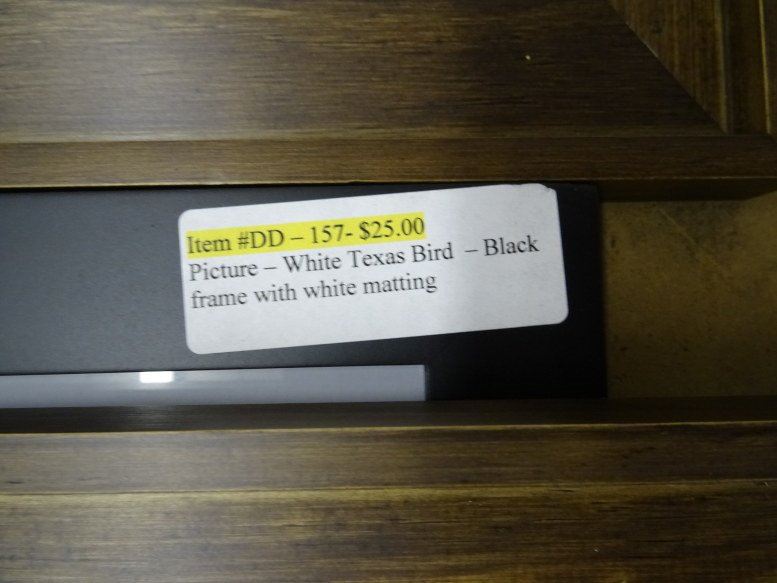 Item #DD – 157- $25.00
Picture – White Texas Bird – Black
frame with white matting